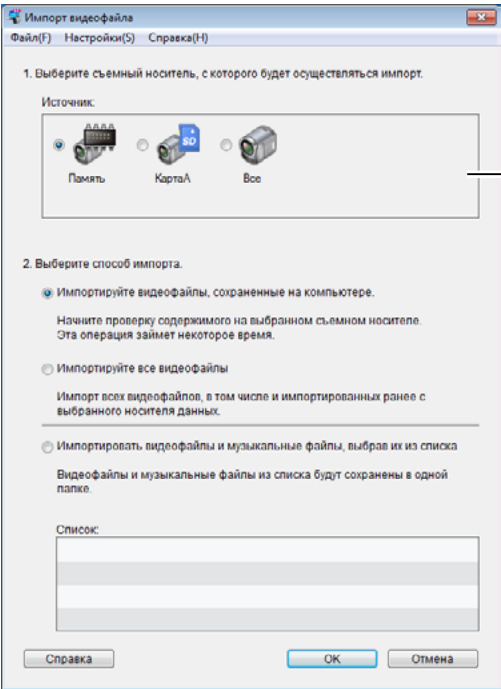 Импорт видеофайла
Файл(F) Настройки(S) Справка(H)
1. Выберите съемный носитель, с которого будет осуществляться импорт.
Источник:
SD
Память КартаА Все
2. Выберите способ импорта.
Импортируйте видеофайлы, сохраненные на компьютере.
Начните проверку содержимого на выбранном съемном носителе.
Эта операция займет некоторое время.
Импортируйте все видеофайлы
Импорт всех видеофайлов, в том числе и импортированных ранее с
выбранного носителя данных.
Импортировать видеофайлы и музыкальные файлы, выбрав их из списка
Видеофайлы и музыкальные файлы из списка будут сохранены в одной
папке.
Список:
Справка OK Отмена